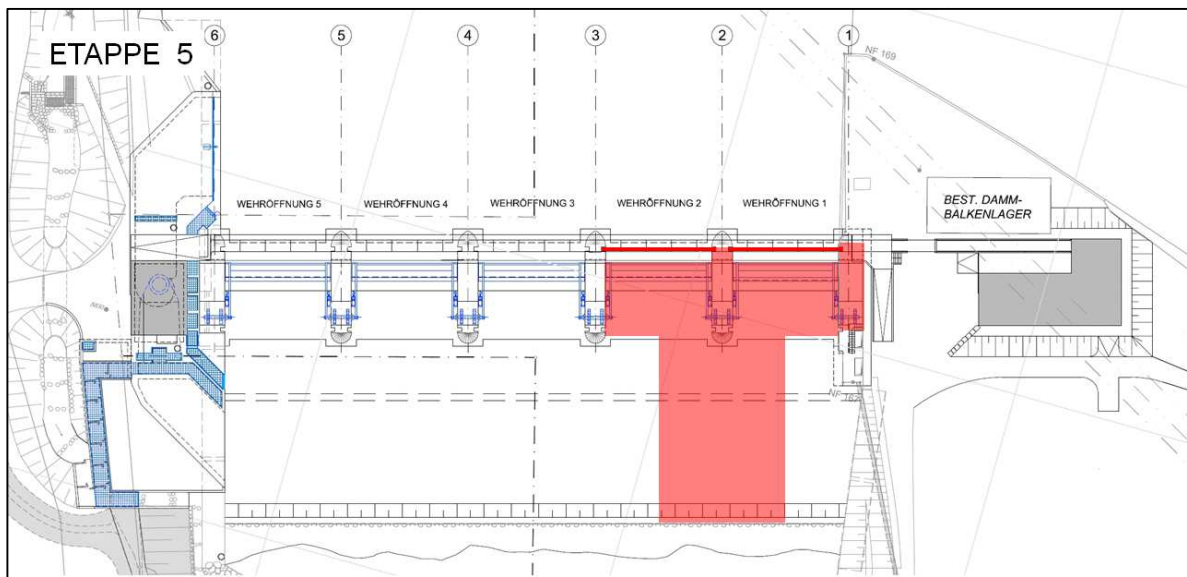 ETAPPE 5
6 5 4 3 2 1
NF 169
WEHRÖFFNUNG 5 WEHRÖFFNUNG 4 WEHRÖFFNUNG 3 WEHRÖFFNUNG 2 WEHRÖFFNUNG 1
BEST. DAMM-
BALKENLAGER
NF 167